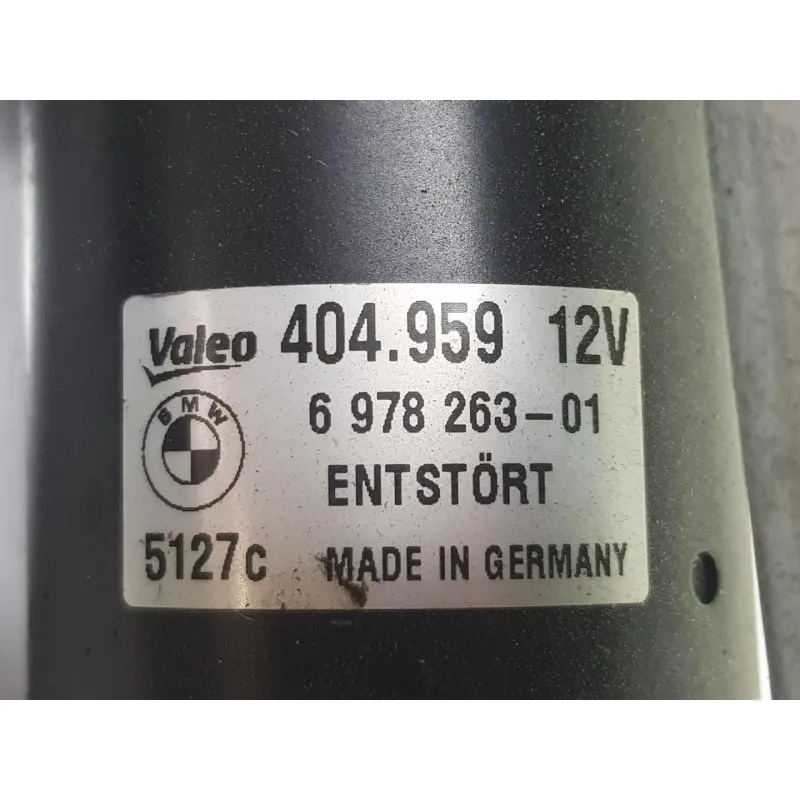 Valeo 404.959 12V
BMW 6 978 263-01
ENTSTÖRT
5127c MADE IN GERMANY